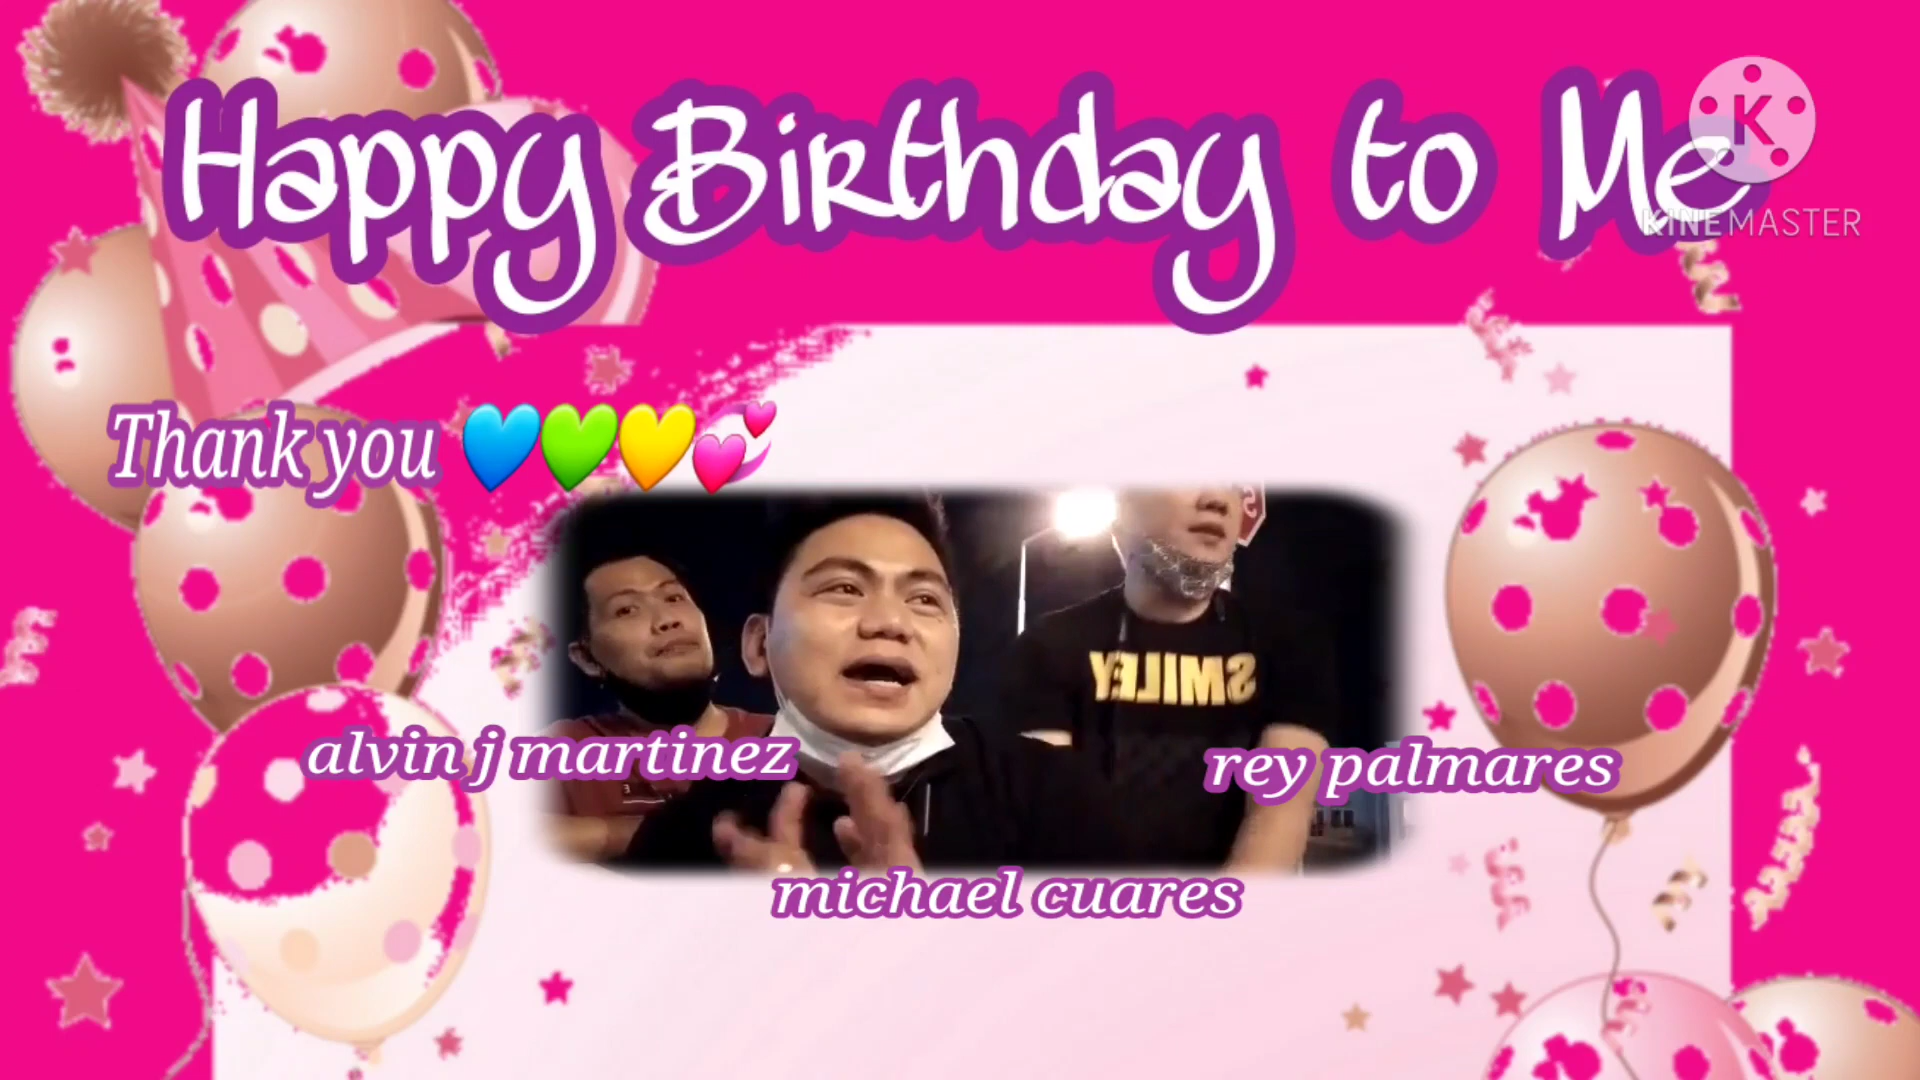 Happy Birthday to Me
K
KINEMASTER
Thank you 💙💚💛💞
S
SMILEY
alvin j martinez
rey palmares
michael cuares